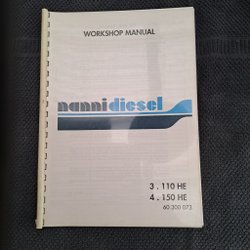 WORKSHOP MANUAL
nannidiesel
3 . 110 HE
4 . 150 HE
60 300 073